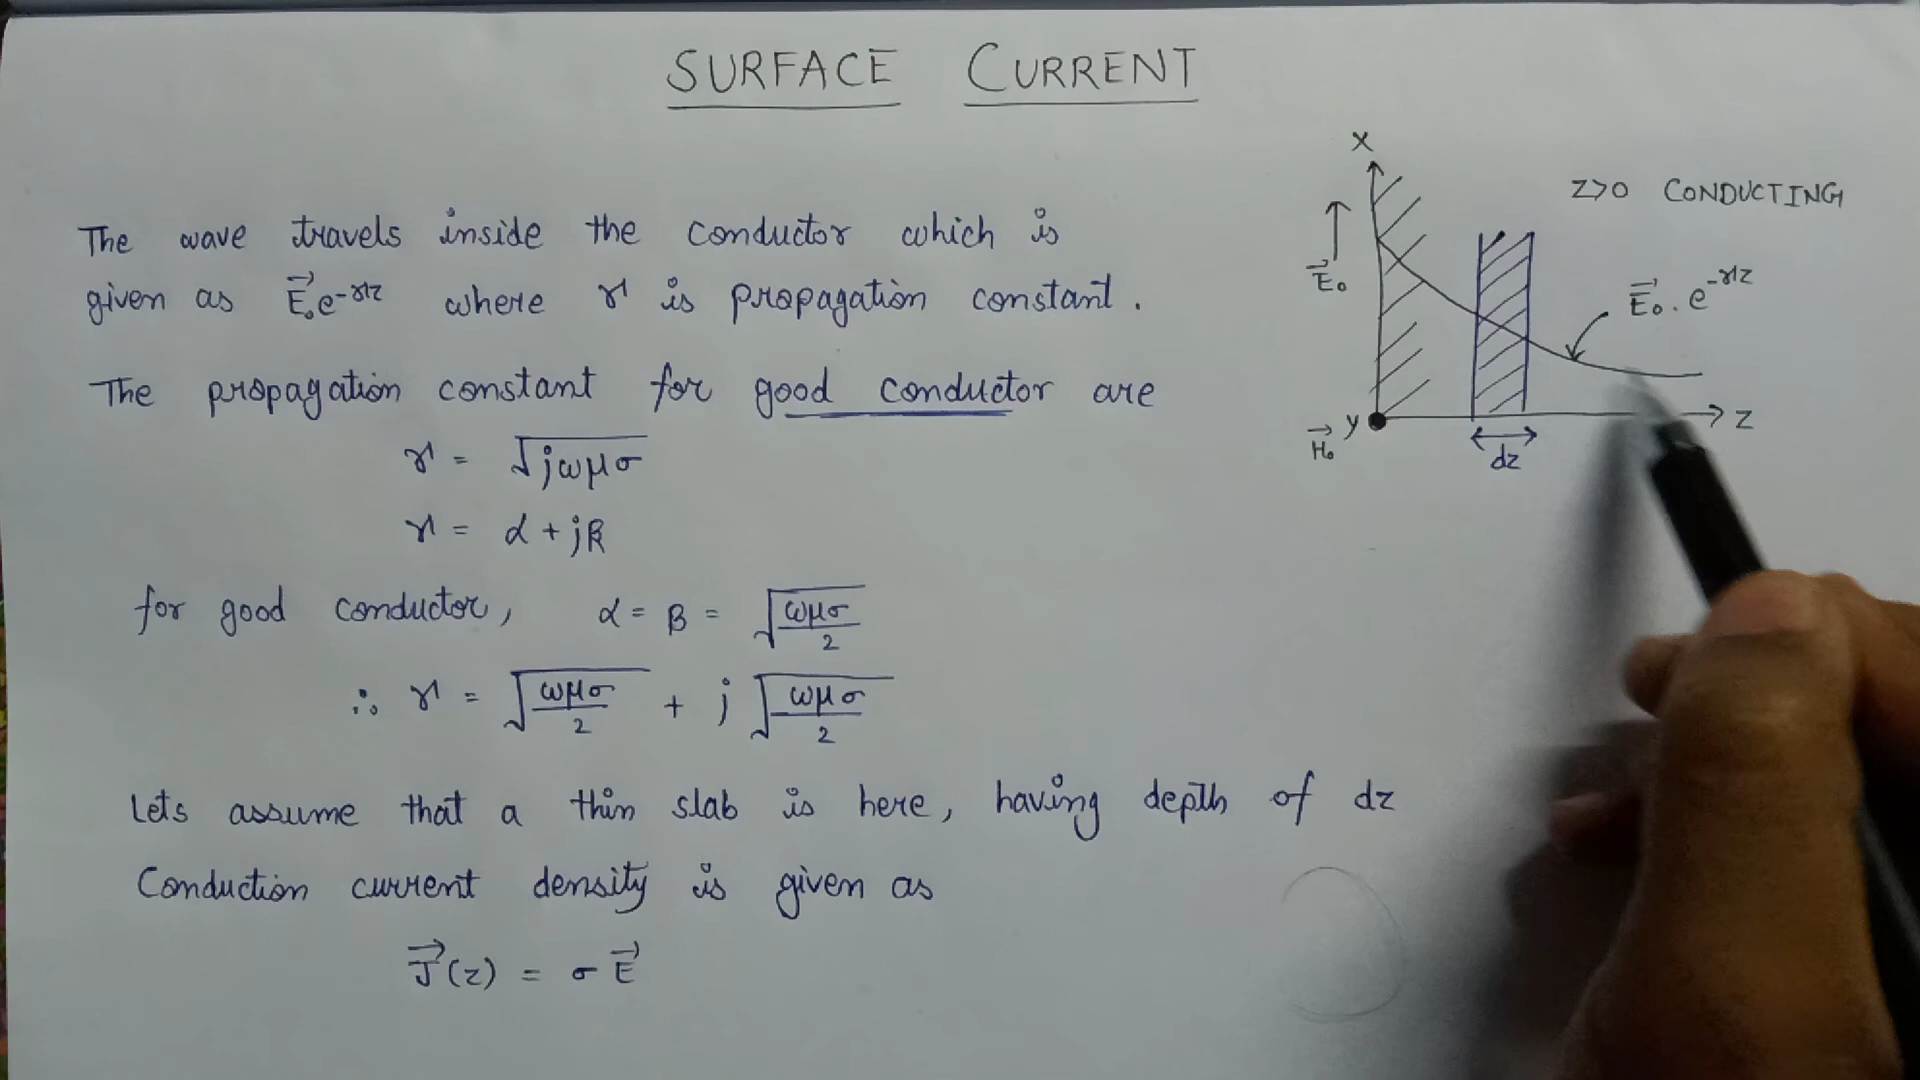 SURFACE CURRENT
The wave travels inside the conductor which is
given as E⃗₀e^-γz where γ is propagation constant.
The propagation constant for good conductor are
γ = √jωμσ
γ = α + jβ
for good conductor, α = β = √ωμσ/2
∴ γ = √ωμσ/2 + j √ωμσ/2
Lets assume that a thin slab is here, having depth of dz
Conduction current density is given as
J⃗(z) = σ E⃗
X
Z>0 CONDUCTING
E⃗₀
E⃗₀ . e^-γz
Y
Z
H⃗₀
dz